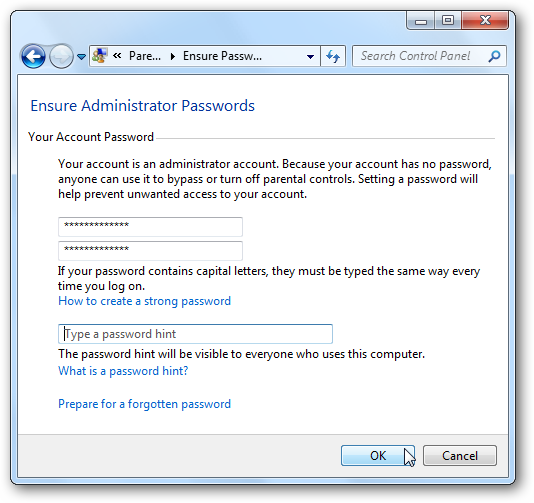 « Pare... Ensure Passw... Search Control Panel
Ensure Administrator Passwords
Your Account Password
Your account is an administrator account. Because your account has no password,
anyone can use it to bypass or turn off parental controls. Setting a password will
help prevent unwanted access to your account.
*************
*************
If your password contains capital letters, they must be typed the same way every
time you log on.
How to create a strong password
Type a password hint
The password hint will be visible to everyone who uses this computer.
What is a password hint?
Prepare for a forgotten password
OK Cancel